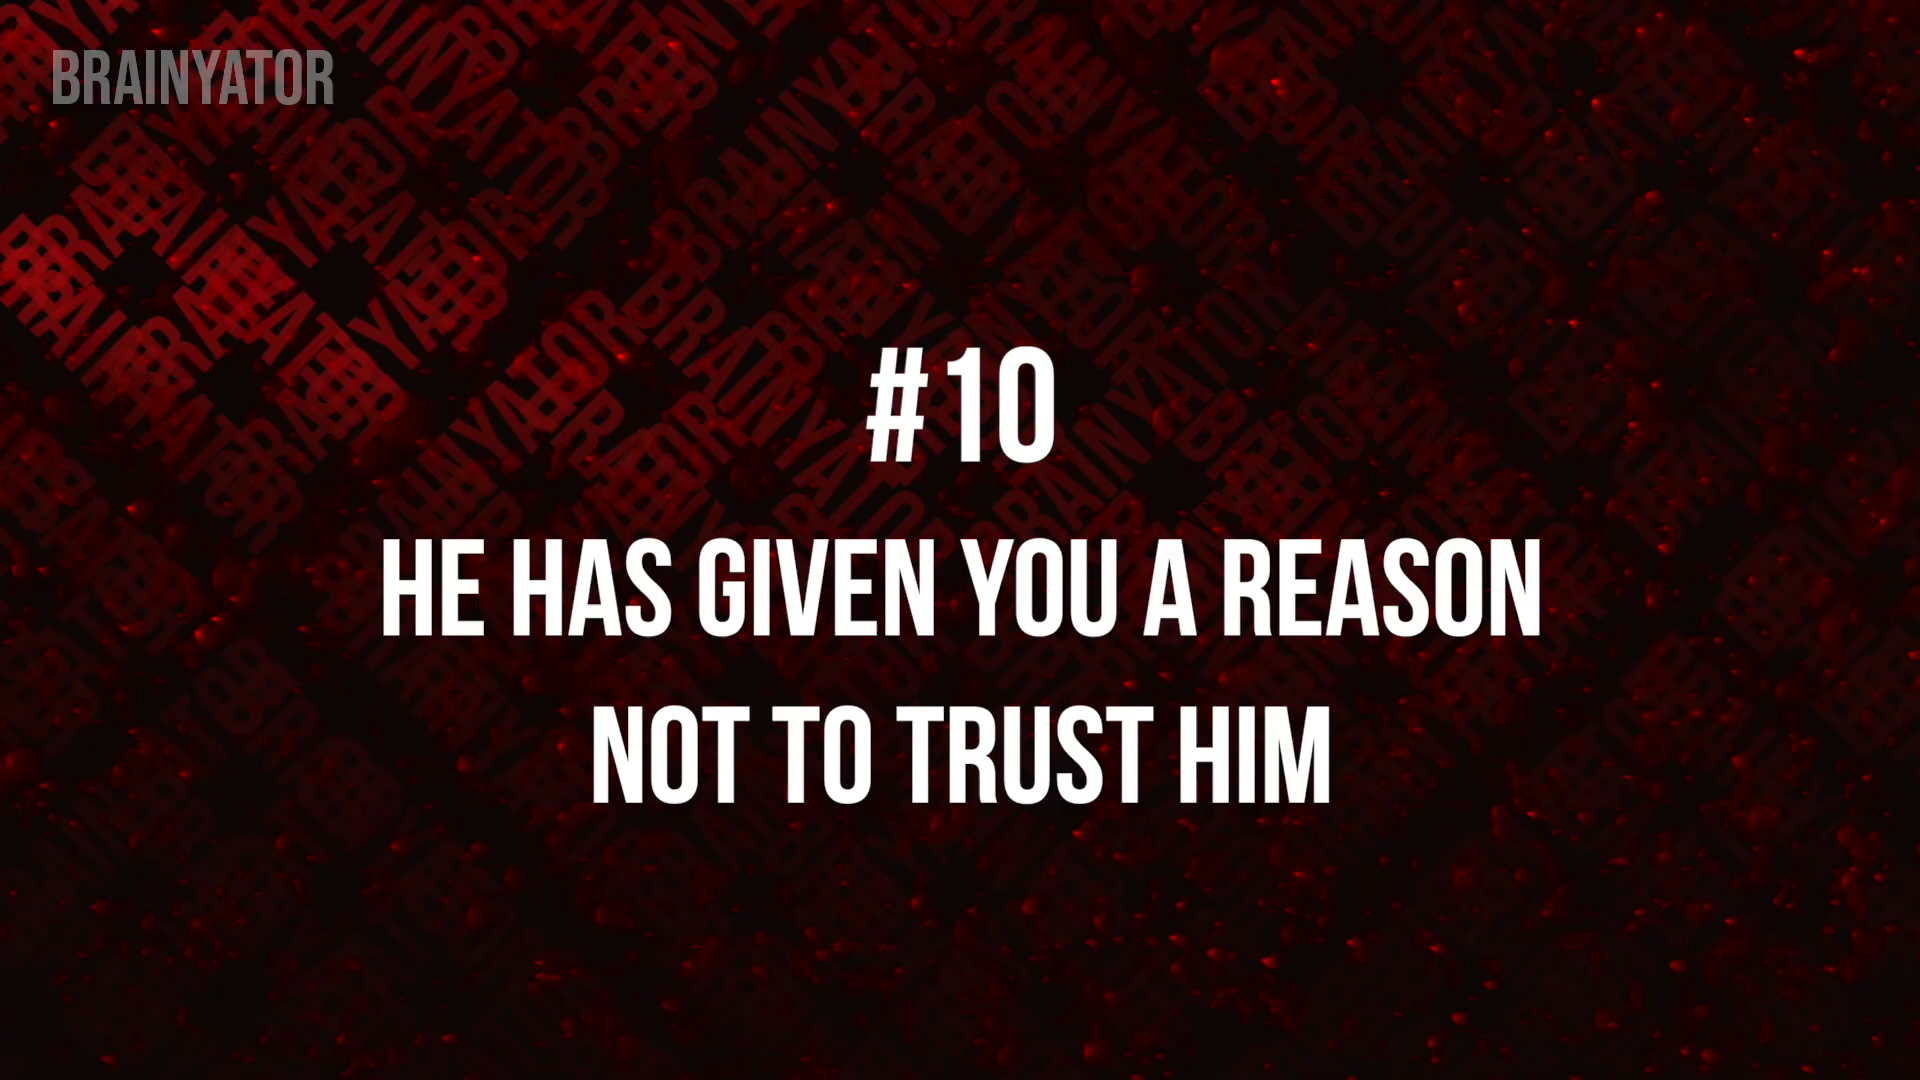 BRAINYATOR
#10
HE HAS GIVEN YOU A REASON
NOT TO TRUST HIM